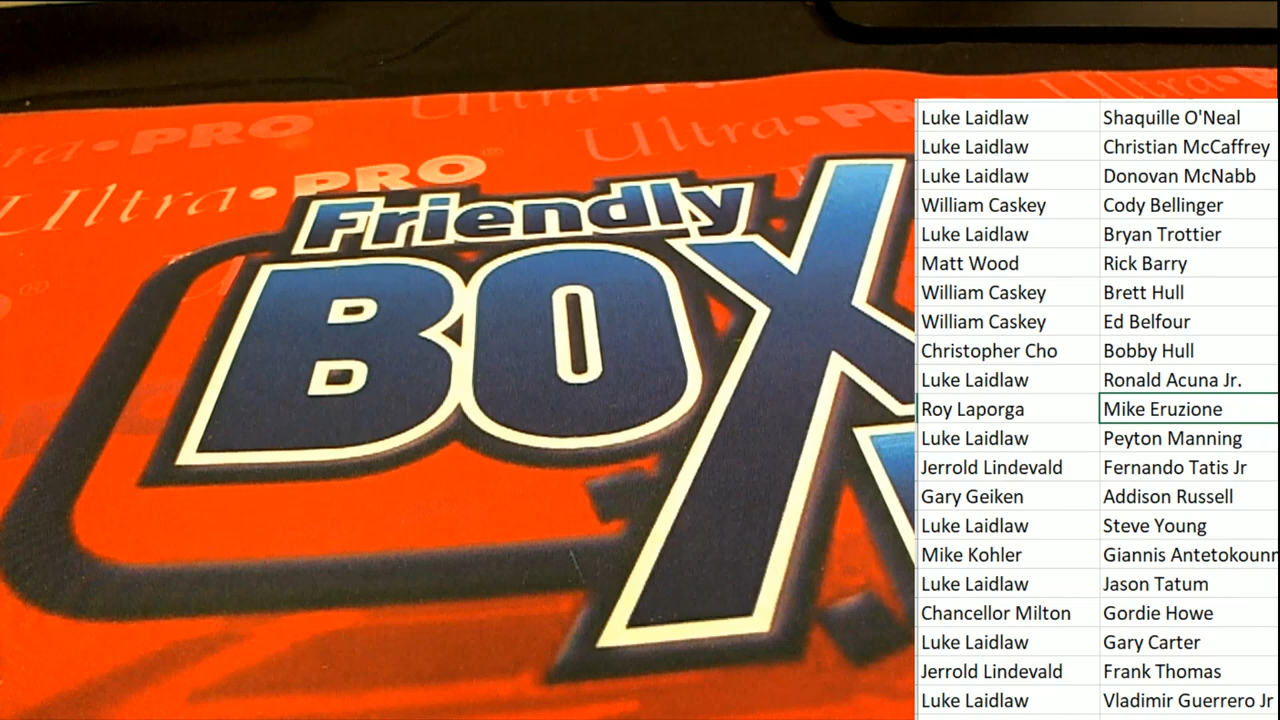 Ultra•PRO
Ultra•PRO
Ultra•PRO
Ultra•PRO
Friendly
BOX
Luke Laidlaw Shaquille O'Neal
Luke Laidlaw Christian McCaffrey
Luke Laidlaw Donovan McNabb
William Caskey Cody Bellinger
Luke Laidlaw Bryan Trottier
Matt Wood Rick Barry
William Caskey Brett Hull
William Caskey Ed Belfour
Christopher Cho Bobby Hull
Luke Laidlaw Ronald Acuna Jr.
Roy Laporga Mike Eruzione
Luke Laidlaw Peyton Manning
Jerrold Lindevald Fernando Tatis Jr
Gary Geiken Addison Russell
Luke Laidlaw Steve Young
Mike Kohler Giannis Antetokoun
Luke Laidlaw Jason Tatum
Chancellor Milton Gordie Howe
Luke Laidlaw Gary Carter
Jerrold Lindevald Frank Thomas
Luke Laidlaw Vladimir Guerrero Jr